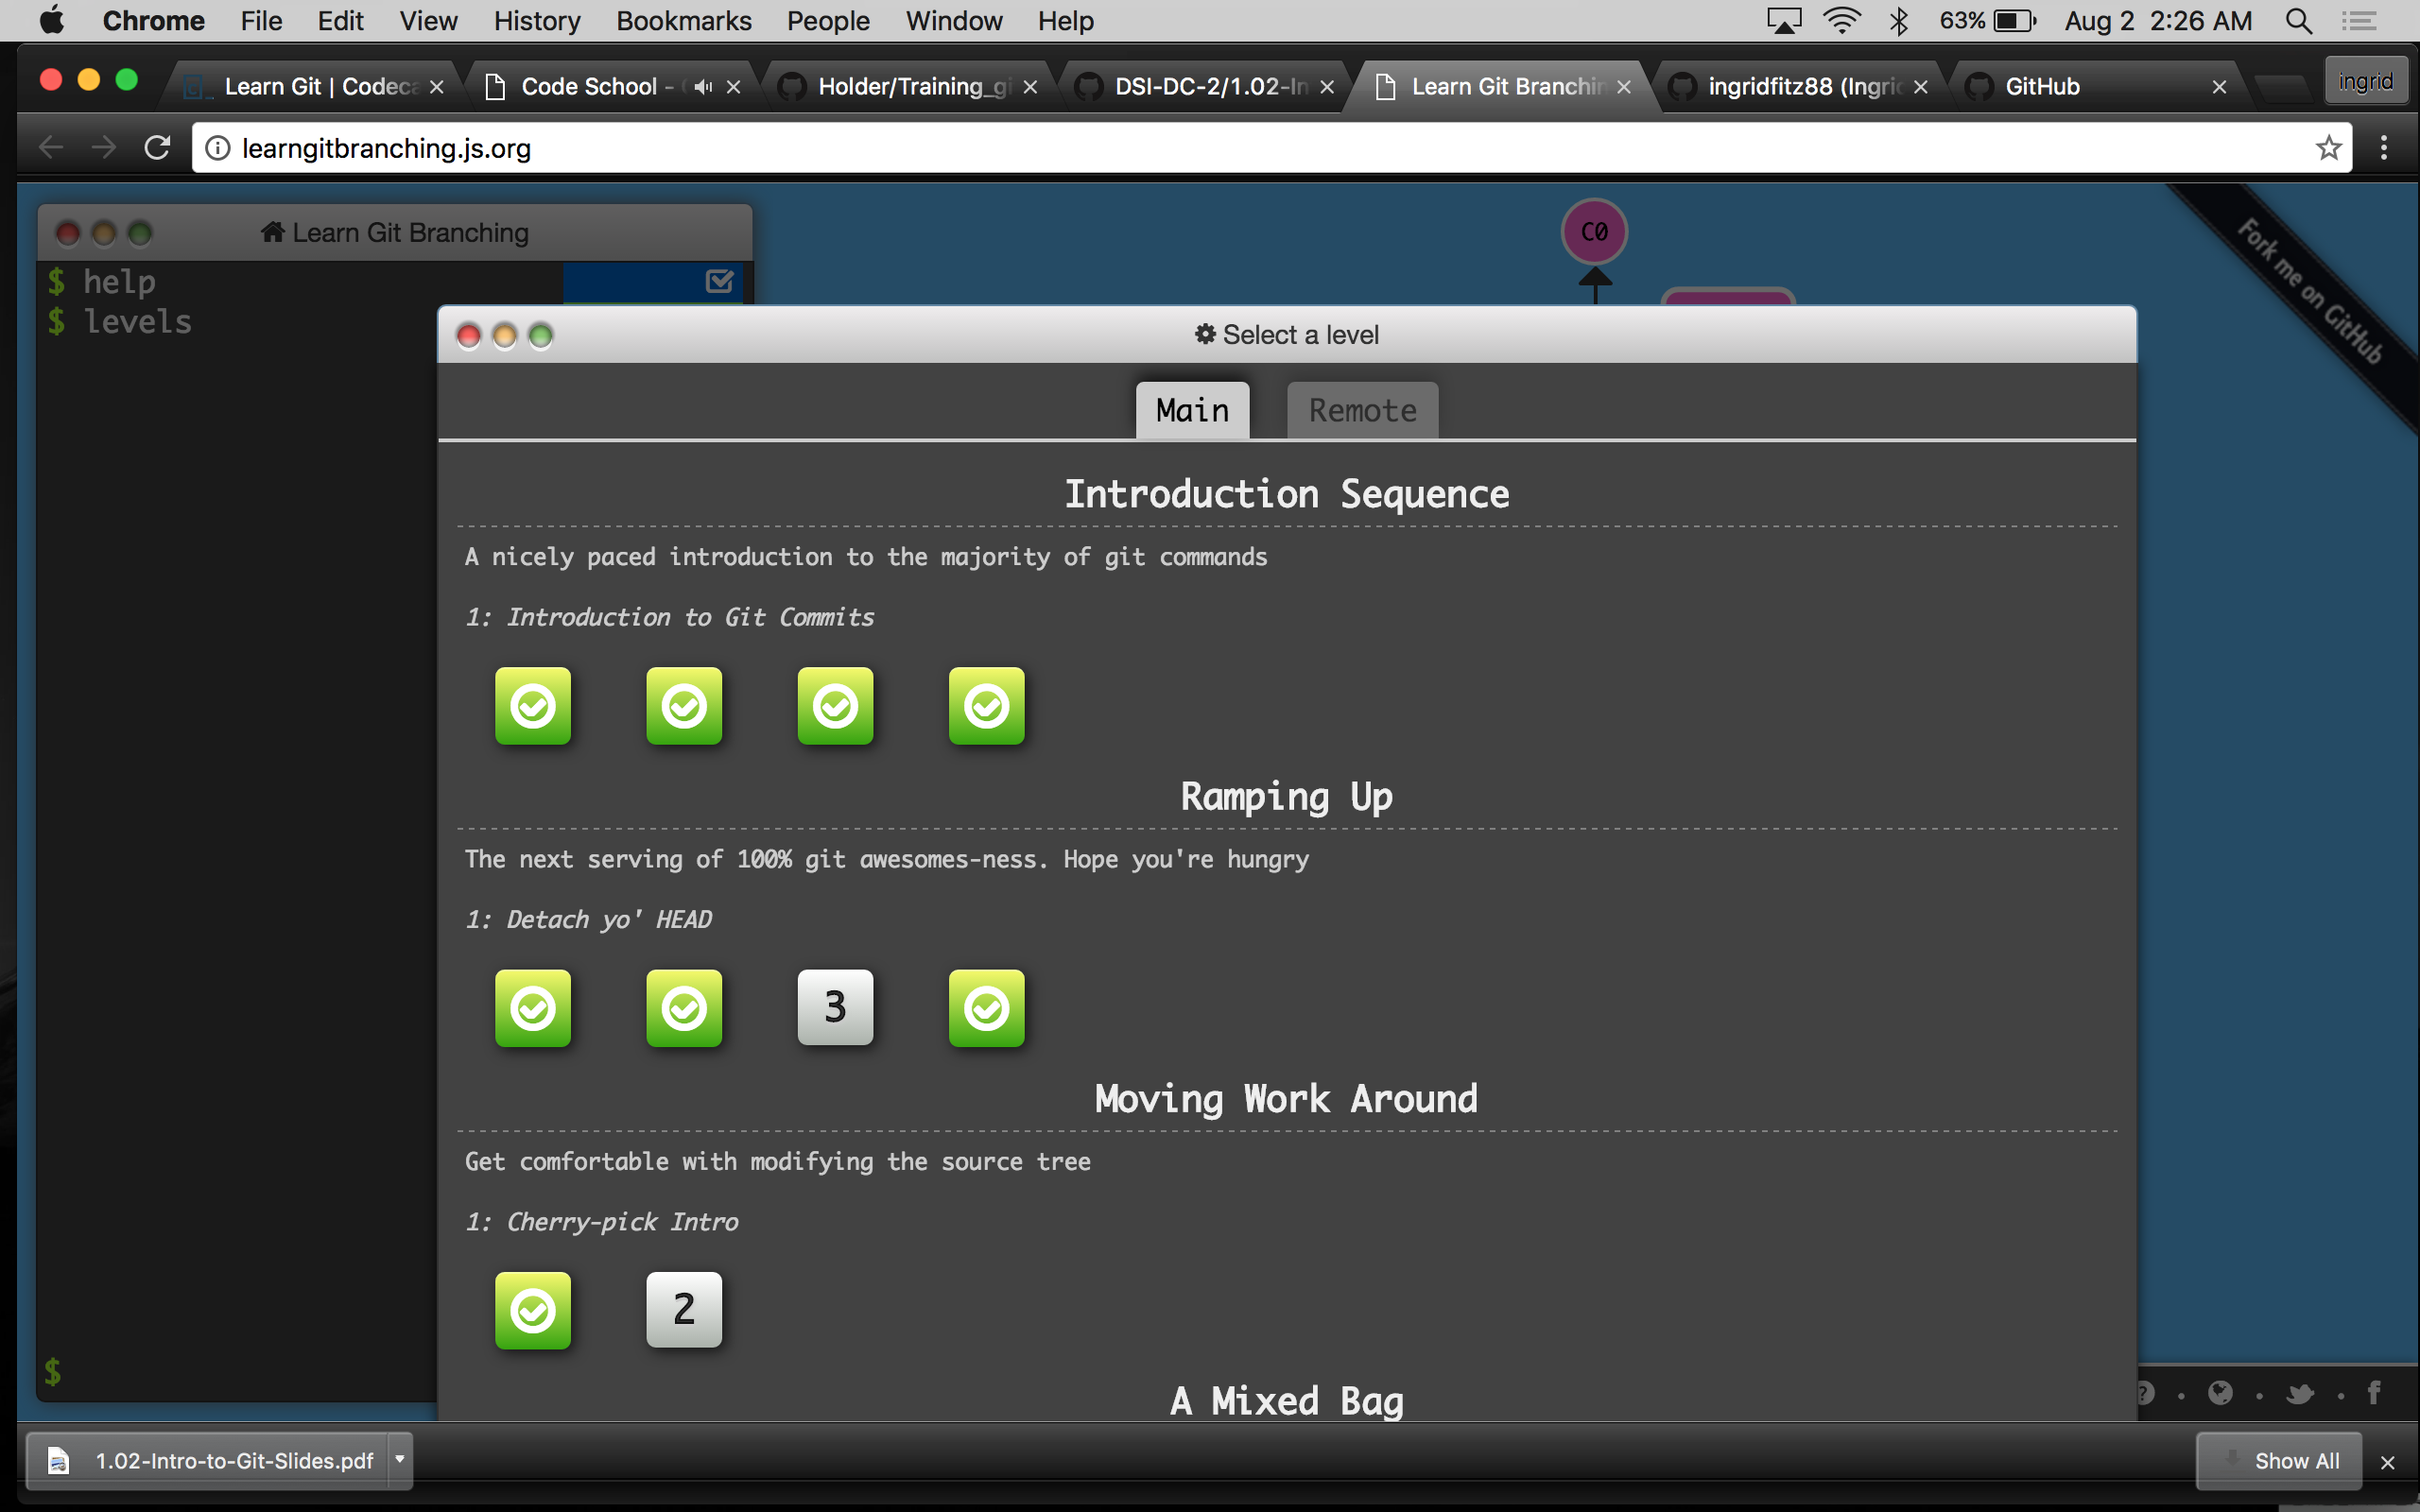 Chrome File Edit View History Bookmarks People Window Help 63% Aug 2 2:26 AM
Learn Git | Codeca Code School - Holder/Training_gi DSI-DC-2/1.02-In Learn Git Branchin ingridfitz88 (Ingri GitHub ingrid
learngitbranching.js.org
Learn Git Branching
$ help
$ levels
C0
Fork me on GitHub
Select a level
Main Remote
Introduction Sequence
A nicely paced introduction to the majority of git commands
1: Introduction to Git Commits
Ramping Up
The next serving of 100% git awesomes-ness. Hope you're hungry
1: Detach yo' HEAD
3
Moving Work Around
Get comfortable with modifying the source tree
1: Cherry-pick Intro
2
A Mixed Bag
$
1.02-Intro-to-Git-Slides.pdf Show All